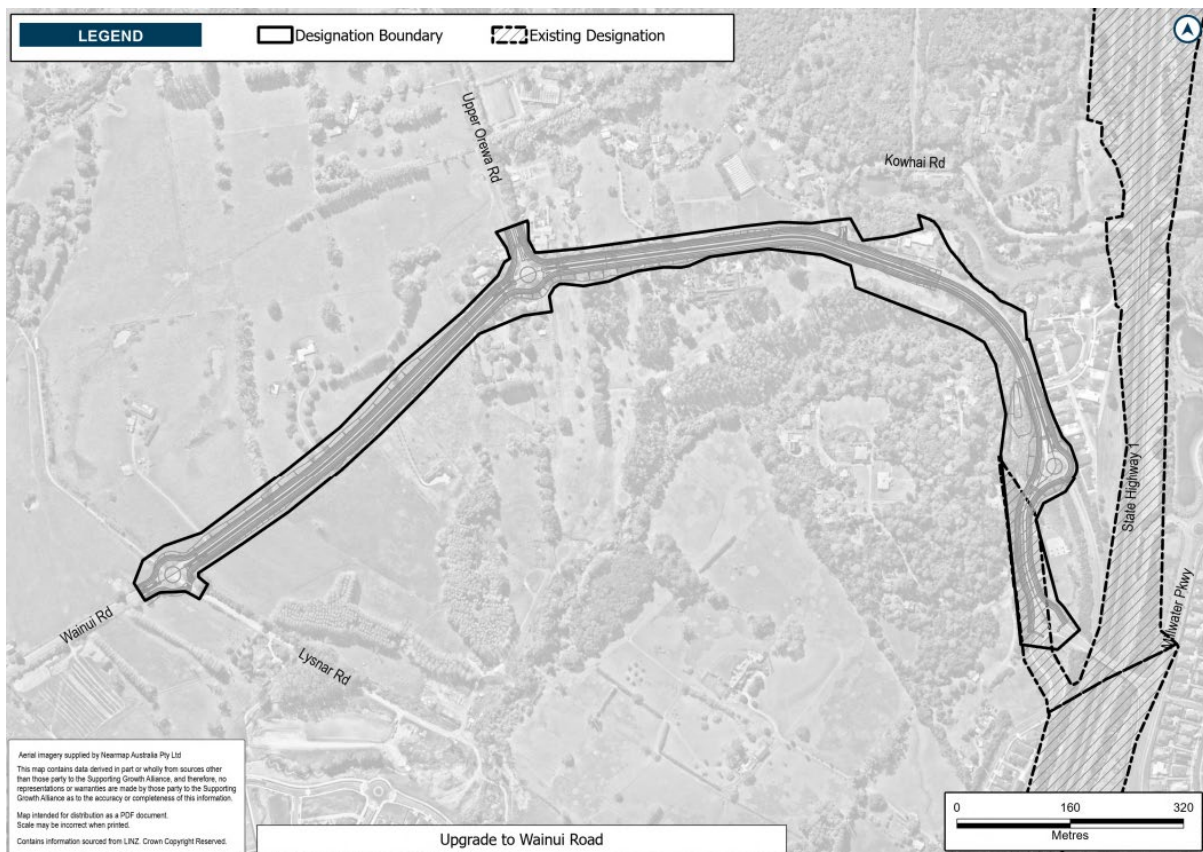 LEGEND
Designation Boundary
Existing Designation
Upper Orewa Rd
Kowhai Rd
State Highway 1
Millwater Pkwy
Wainui Rd
Lysnar Rd
Aerial imagery supplied by Nearmap Australia Pty Ltd
This map contains data derived in part or wholly from sources other
than those party to the Supporting Growth Alliance, and therefore, no
representations or warranties are made by those party to the Supporting
Growth Alliance as to the accuracy or completeness of this information.
Map intended for distribution as a PDF document.
Scale may be incorrect when printed.
Contains information sourced from LINZ. Crown Copyright Reserved.
Upgrade to Wainui Road
0 160 320
Metres